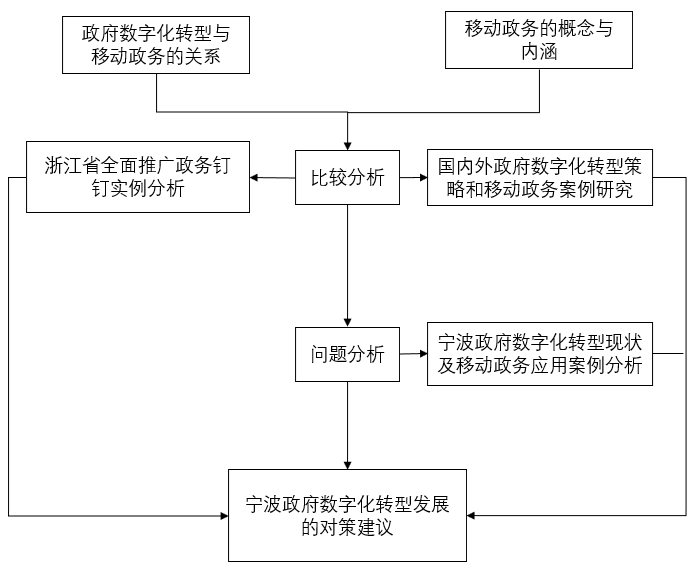 政府数字化转型与
移动政务的关系
移动政务的概念与
内涵
浙江省全面推广政务钉
钉实例分析
比较分析
国内外政府数字化转型策
略和移动政务案例研究
问题分析
宁波政府数字化转型现状
及移动政务应用案例分析
宁波政府数字化转型发展
的对策建议